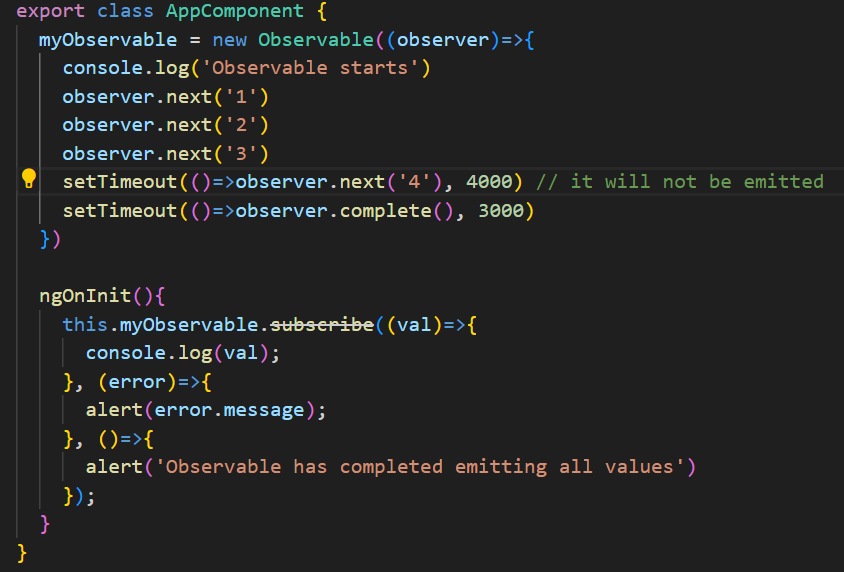 export class AppComponent {
  myObservable = new Observable((observer)=>{
    console.log('Observable starts')
    observer.next('1')
    observer.next('2')
    observer.next('3')
    setTimeout(()=>observer.next('4'), 4000) // it will not be emitted
    setTimeout(()=>observer.complete(), 3000)
  })

  ngOnInit(){
    this.myObservable.subscribe((val)=>{
      console.log(val);
    }, (error)=>{
      alert(error.message);
    }, ()=>{
      alert('Observable has completed emitting all values')
    });
  }
}